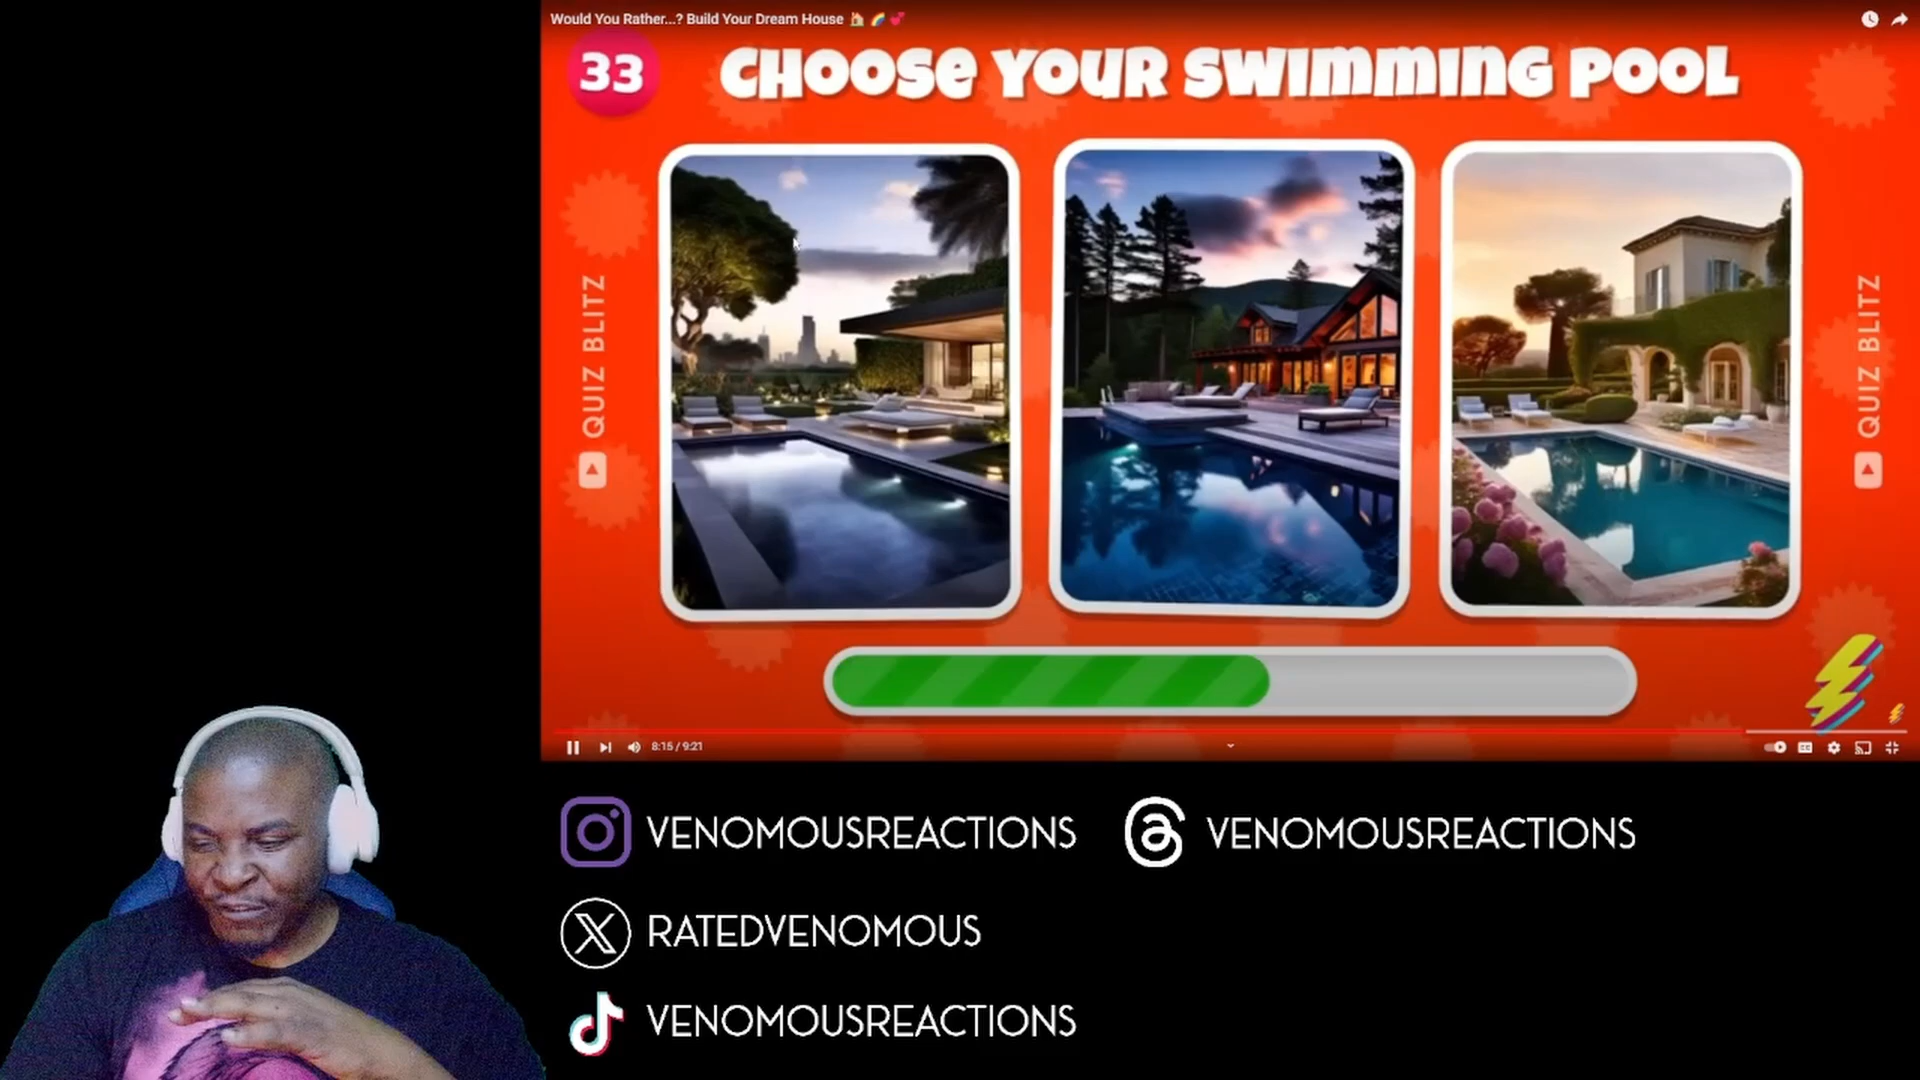 Would You Rather...? Build Your Dream House 🏠 🌈 💕
33
CHOOSE YOUR SWIMMING POOL
QUIZ BLITZ
QUIZ BLITZ
8:15 / 9:21
VENOMOUSREACTIONS
VENOMOUSREACTIONS
RATEDVENOMOUS
VENOMOUSREACTIONS